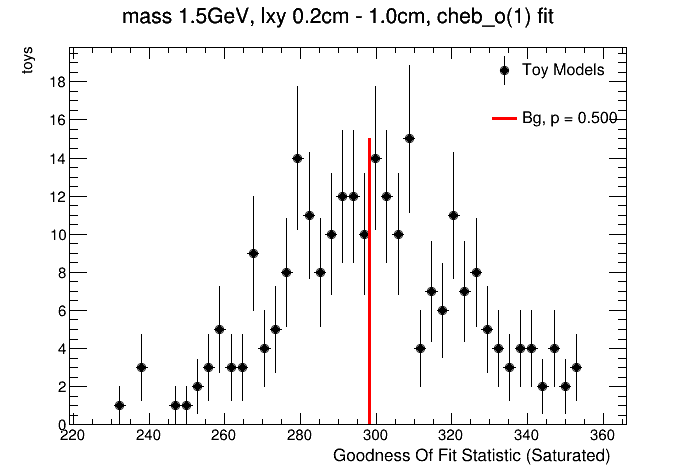 mass 1.5GeV, lxy 0.2cm - 1.0cm, cheb_o(1) fit
toys
Toy Models
Bg, p = 0.500
18
16
14
12
10
8
6
4
2
0
220 240 260 280 300 320 340 360
Goodness Of Fit Statistic (Saturated)